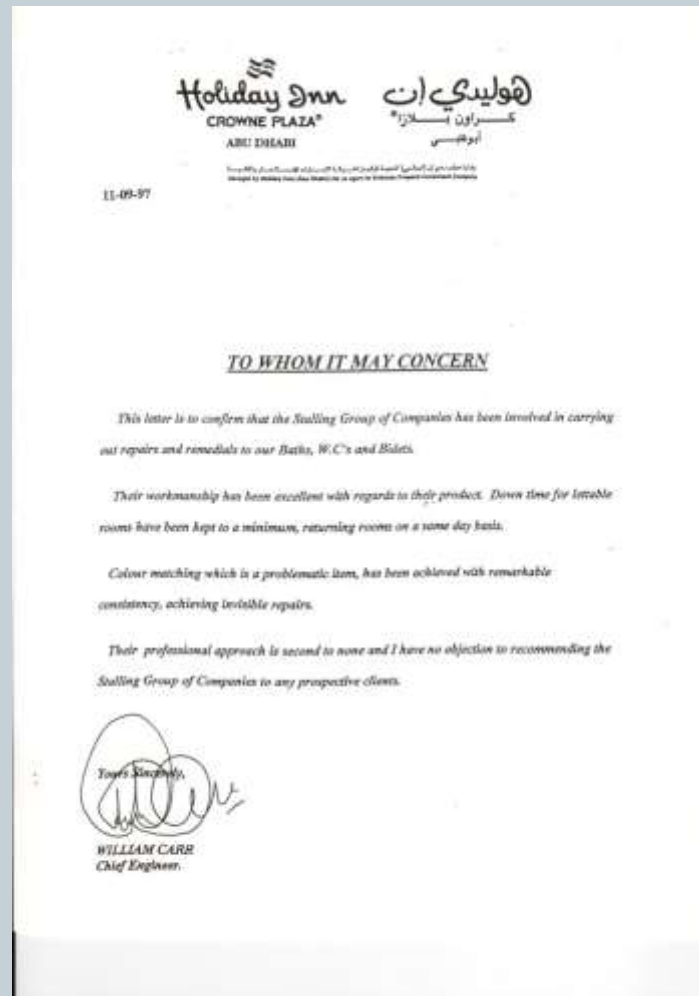 Holiday Inn
CROWNE PLAZA®
ABU DHABI
هوليدي إن
كراون بلازا®
أبوظبي
11-09-97
TO WHOM IT MAY CONCERN
This letter is to confirm that the Stalling Group of Companies has been involved in carrying
out repairs and remedials to our Baths, W.C's and Bidets.
Their workmanship has been excellent with regards to their product. Down time for lettable
rooms have been kept to a minimum, returning rooms on a same day basis.
Colour matching which is a problematic item, has been achieved with remarkable
consistency, achieving invisible repairs.
Their professional approach is second to none and I have no objection to recommending the
Stalling Group of Companies to any prospective clients.
Yours Sincerely,
WILLIAM CARR
Chief Engineer.